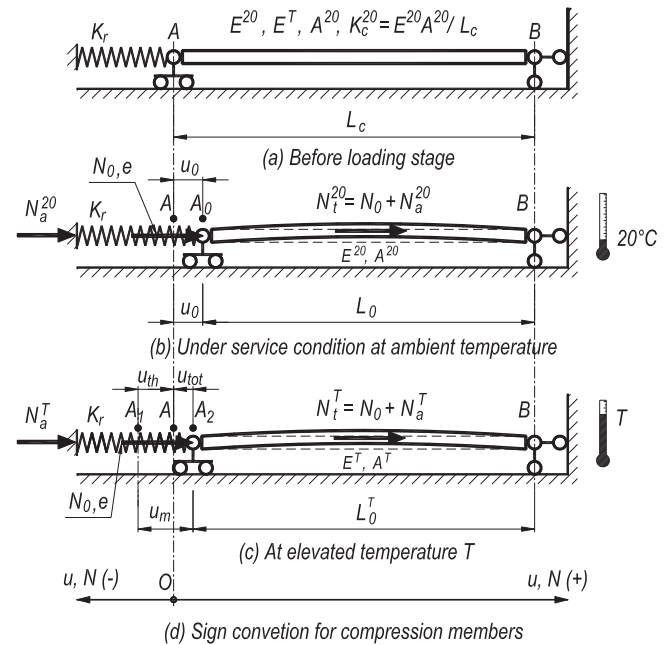 K_r A E^20 , E^T, A^20, K_c^20=E^20A^20/ L_c B
L_c
(a) Before loading stage
N_0,e u_0
N_a^20 K_r A A_0 N_t^20= N_0 + N_a^20 B
E^20, A^20
20°C
u_0 L_0
(b) Under service condition at ambient temperature
u_th u_tot
N_a^T K_r A_1 A A_2 N_t^T= N_0 + N_a^T B T
E^T, A^T
N_0,e
u_m L_0^T
(c) At elevated temperature T
u, N (-) O u, N (+)
(d) Sign convetion for compression members